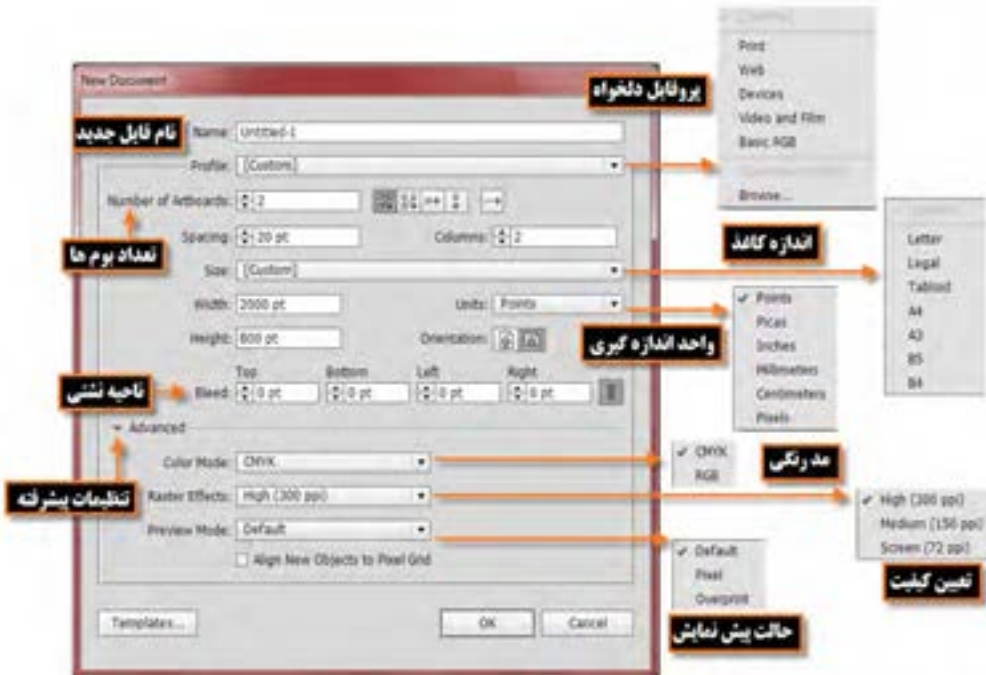 New Document
نام فایل جدید
Name: Untitled-1
Profile: [Custom]
پروفایل دلخواه
Print
Web
Devices
Video and Film
Basic RGB
Browse...
Number of Artboards: 2
تعداد بوم ها
Spacing: 20 pt
Columns: 2
Size: [Custom]
اندازه کاغذ
Letter
Legal
Tabloid
A4
A3
B5
B4
Width: 2000 pt
Units: Points
واحد اندازه گیری
Points
Picas
Inches
Millimeters
Centimeters
Pixels
Height: 800 pt
Orientation:
Top Bottom Left Right
ناحیه نشتی
Bleed: 0 pt 0 pt 0 pt 0 pt
Advanced
تنظیمات پیشرفته
Color Mode: CMYK
مد رنگی
CMYK
RGB
Raster Effects: High (300 ppi)
High (300 ppi)
Medium (150 ppi)
Screen (72 ppi)
تعیین کیفیت
Preview Mode: Default
Default
Pixel
Overprint
حالت پیش نمایش
Align New Objects to Pixel Grid
Templates...
OK
Cancel